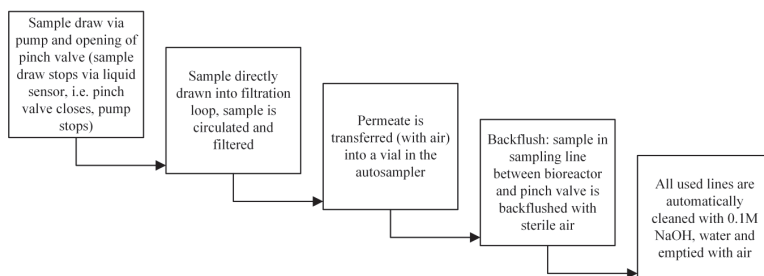 Sample draw via
pump and opening of
pinch valve (sample
draw stops via liquid
sensor, i.e. pinch
valve closes, pump
stops)
Sample directly
drawn into filtration
loop, sample is
circulated and
filtered
Permeate is
transferred (with air)
into a vial in the
autosampler
Backflush: sample in
sampling line
between bioreactor
and pinch valve is
backflushed with
sterile air
All used lines are
automatically
cleaned with 0.1M
NaOH, water and
emptied with air